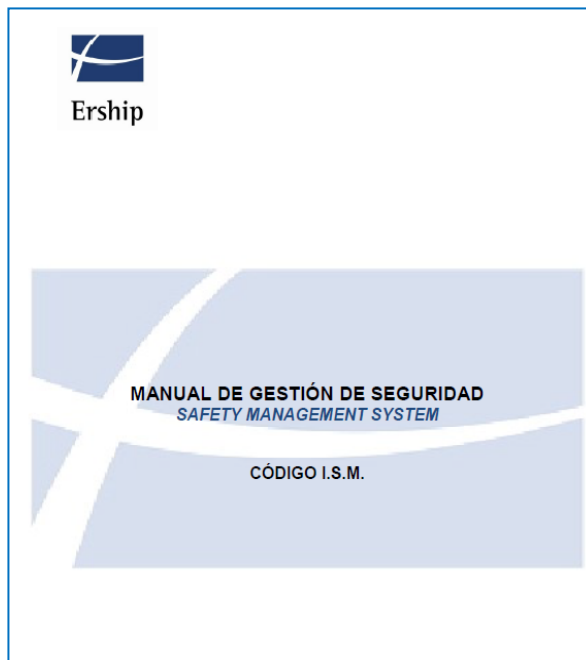 Ership
MANUAL DE GESTIÓN DE SEGURIDAD
SAFETY MANAGEMENT SYSTEM
CÓDIGO I.S.M.